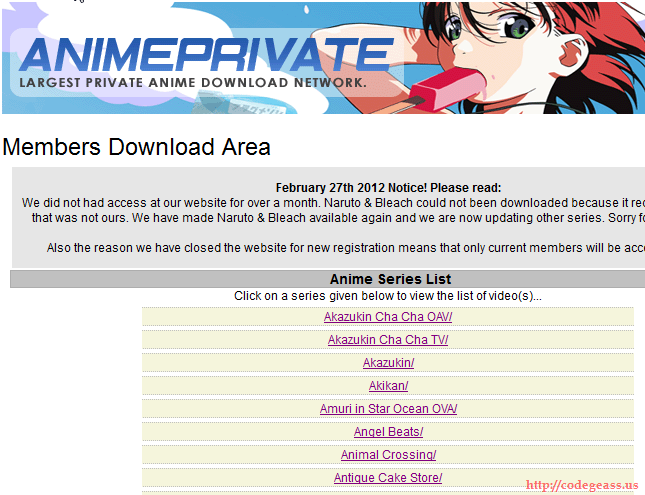 ANIMEPRIVATE
LARGEST PRIVATE ANIME DOWNLOAD NETWORK.
Members Download Area
February 27th 2012 Notice! Please read:
We did not had access at our website for over a month. Naruto & Bleach could not been downloaded because it rec
that was not ours. We have made Naruto & Bleach available again and we are now updating other series. Sorry fo
Also the reason we have closed the website for new registration means that only current members will be acce
Anime Series List
Click on a series given below to view the list of video(s)...
Akazukin Cha Cha OAV/
Akazukin Cha Cha TV/
Akazukin/
Akikan/
Amuri in Star Ocean OVA/
Angel Beats/
Animal Crossing/
Antique Cake Store/
http://codegeass.us